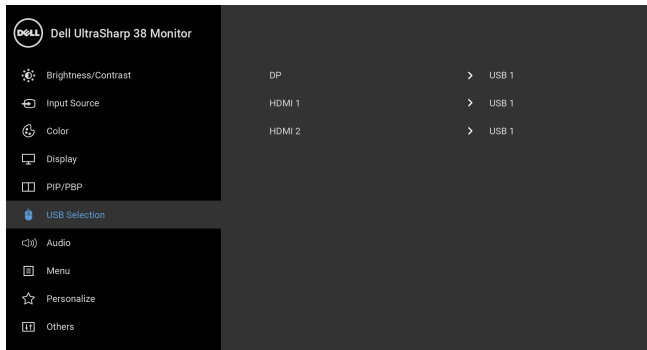 DELL Dell UltraSharp 38 Monitor
Brightness/Contrast
Input Source
Color
Display
PIP/PBP
USB Selection
Audio
Menu
Personalize
Others
DP > USB 1
HDMI 1 > USB 1
HDMI 2 > USB 1